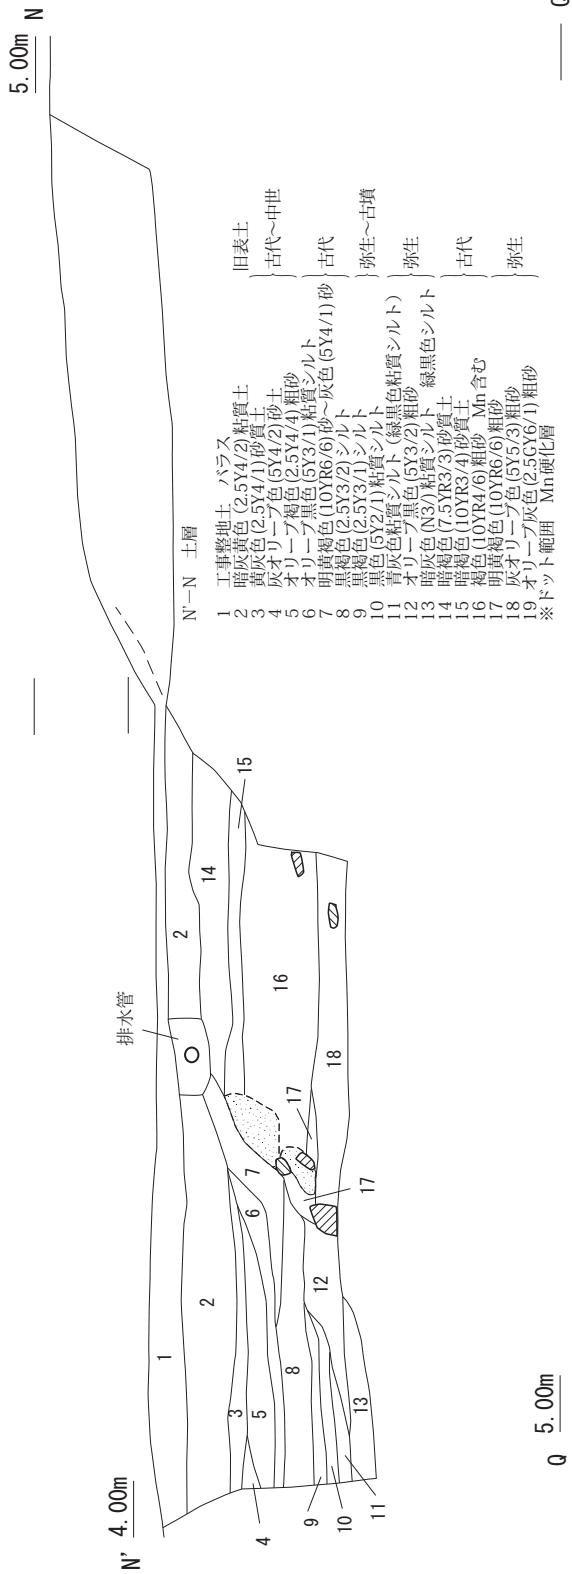 N' 4.00m
5.00m N
排水管
1
2
2
3
4
5
6
7
8
9
10
11
12
13
14
15
16
17
17
18
N'－N　土層
1　工事整地土　バラス
2　暗灰黄色 (2.5Y4/2) 粘質土　旧表土
3　黄灰色 (2.5Y4/1) 砂質土
4　灰オリーブ色 (5Y4/2) 砂土　古代～中世
5　オリーブ褐色 (2.5Y4/4) 粗砂
6　オリーブ黒色 (5Y3/1) 粘質シルト
7　明黄褐色 (10YR6/6) 砂～灰色 (5Y4/1) 砂　古代
8　黒褐色 (2.5Y3/2) シルト
9　黒褐色 (2.5Y3/1) シルト　弥生～古墳
10　黒色 (5Y2/1) 粘質シルト
11　青灰色粘質シルト（緑黒色粘質シルト）
12　オリーブ黒色 (5Y3/2) 粗砂　弥生
13　暗灰色 (N3/) 粘質シルト　緑黒色シルト
14　暗褐色 (7.5YR3/3) 砂質土
15　暗褐色 (10YR3/4) 砂質土　古代
16　褐色 (10YR4/6) 粗砂　Mn含む
17　明黄褐色 (10YR6/6) 粗砂
18　灰オリーブ色 (5Y5/3) 粗砂　弥生
19　オリーブ灰色 (2.5GY6/1) 粗砂
※ドット範囲　Mn硬化層
Q 5.00m